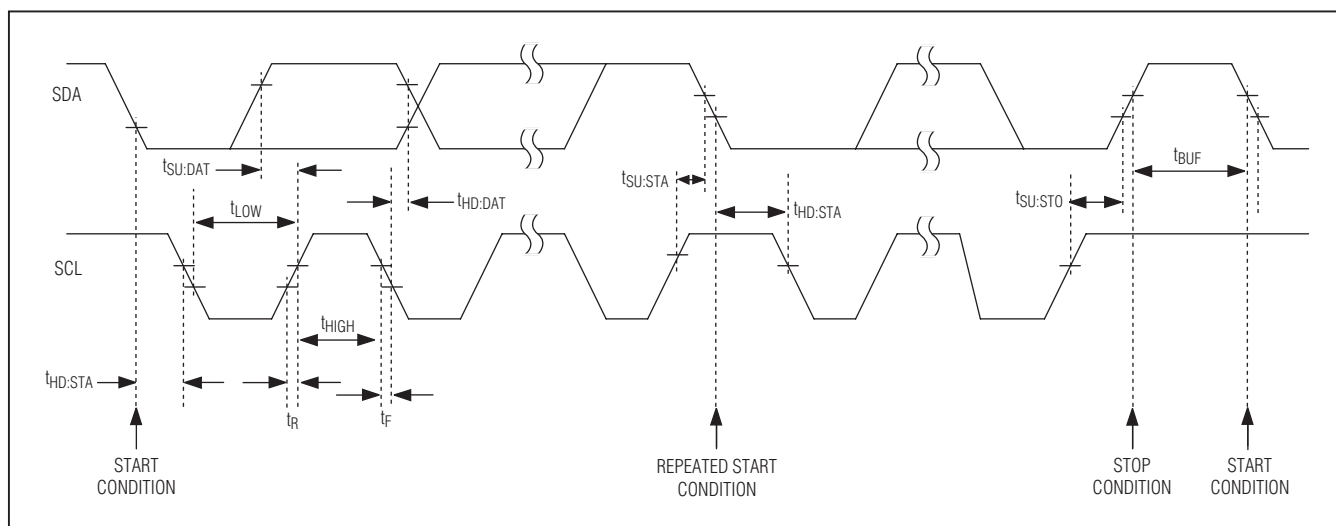 SDA
tSU:DAT
tLOW
tHD:DAT
tSU:STA
tHD:STA
tSU:STO
tBUF
SCL
tHIGH
tHD:STA
tR
tF
START
CONDITION
REPEATED START
CONDITION
STOP
CONDITION
START
CONDITION